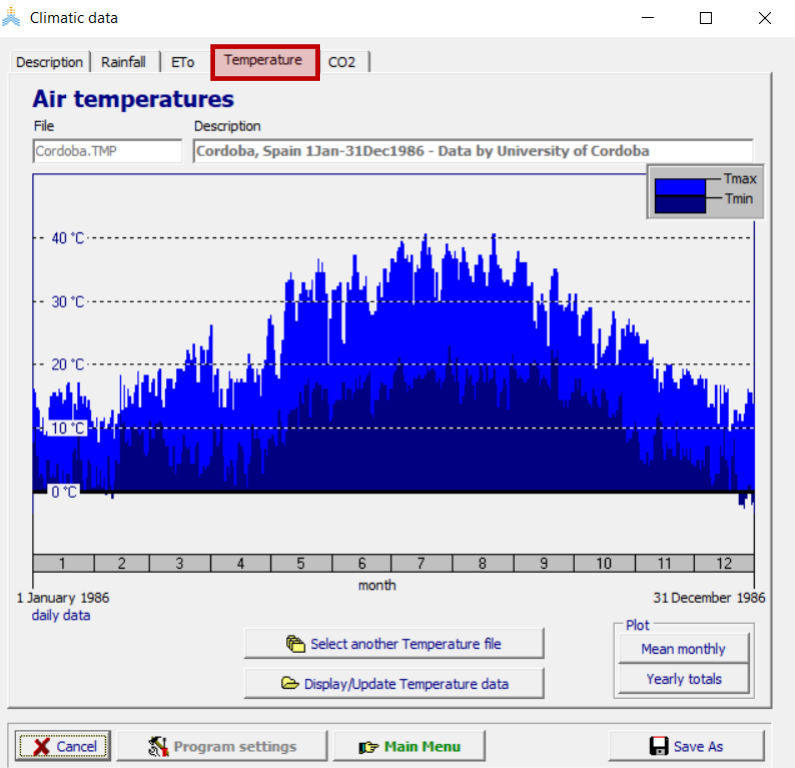 Climatic data
Description Rainfall ETo Temperature CO2
Air temperatures
File Description
Cordoba.TMP Cordoba, Spain 1Jan-31Dec1986 - Data by University of Cordoba
Tmax
Tmin
40 °C
30 °C
20 °C
10 °C
0 °C
1 2 3 4 5 6 7 8 9 10 11 12
month
1 January 1986 31 December 1986
daily data
Plot
Select another Temperature file
Mean monthly
Display/Update Temperature data
Yearly totals
Cancel Program settings Main Menu Save As